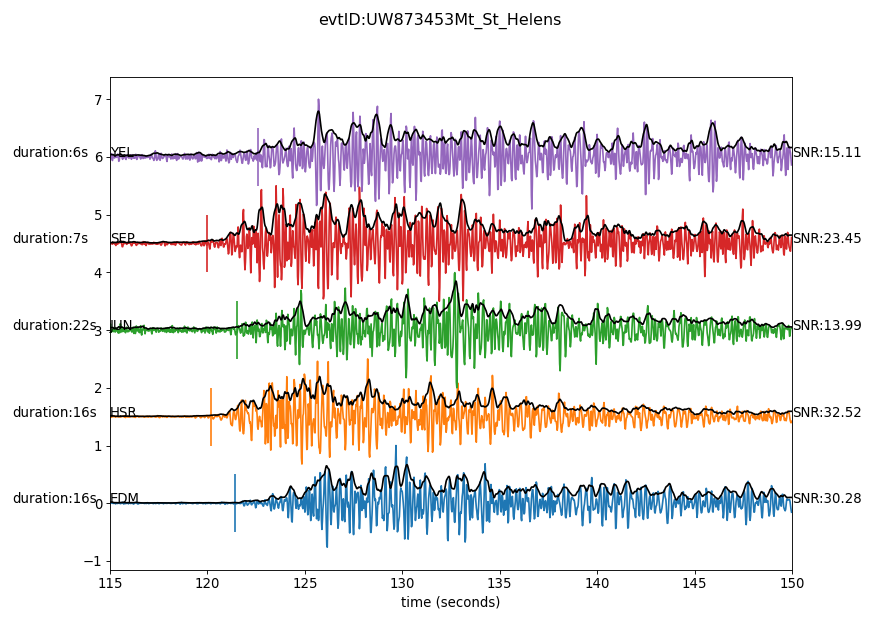 evtID:UW873453Mt_St_Helens
7
duration:6s YEL SNR:15.11
6
5
duration:7s SEP SNR:23.45
4
duration:22s JUN SNR:13.99
3
2
duration:16s HSR SNR:32.52
1
duration:16s EDM SNR:30.28
0
−1
115 120 125 130 135 140 145 150
time (seconds)